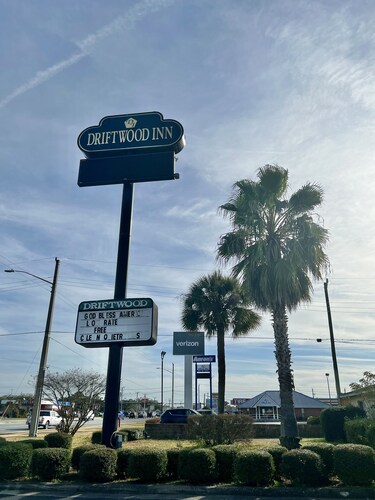 DRIFTWOOD INN
DRIFTWOOD
GOD BLESS AMER
LO RATE
FREE
verizon